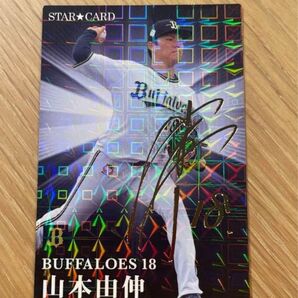 STAR★CARD
Buffaloes
BUFFALOES 18
山本由伸